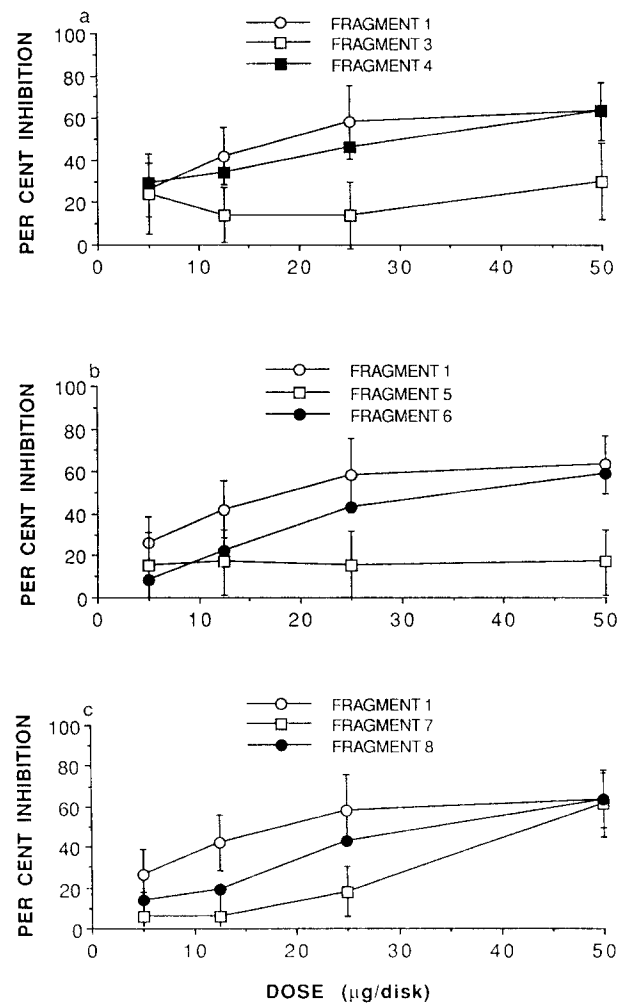 a
FRAGMENT 1
FRAGMENT 3
FRAGMENT 4
PER CENT INHIBITION
100
80
60
40
20
0
0 10 20 30 40 50
b
FRAGMENT 1
FRAGMENT 5
FRAGMENT 6
PER CENT INHIBITION
100
80
60
40
20
0
0 10 20 30 40 50
c
FRAGMENT 1
FRAGMENT 7
FRAGMENT 8
PER CENT INHIBITION
100
80
60
40
20
0
0 10 20 30 40 50
DOSE (µg/disk)